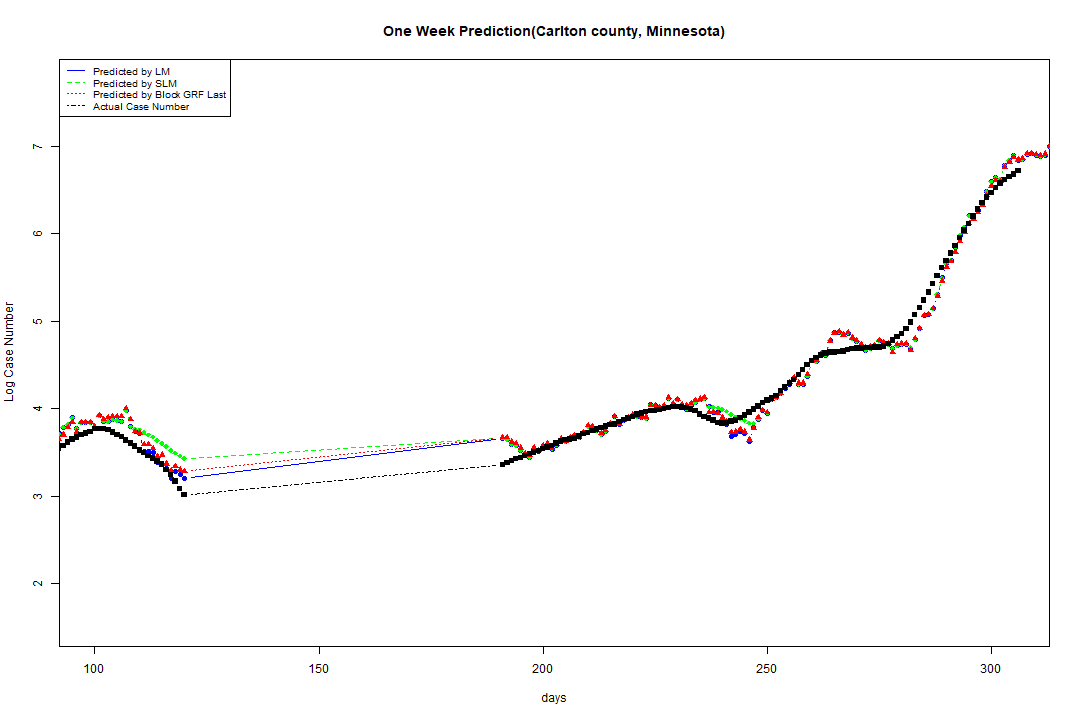 One Week Prediction(Carlton county, Minnesota)
Predicted by LM
Predicted by SLM
Predicted by Block GRF Last
Actual Case Number
Log Case Number
7
6
5
4
3
2
100 150 200 250 300
days